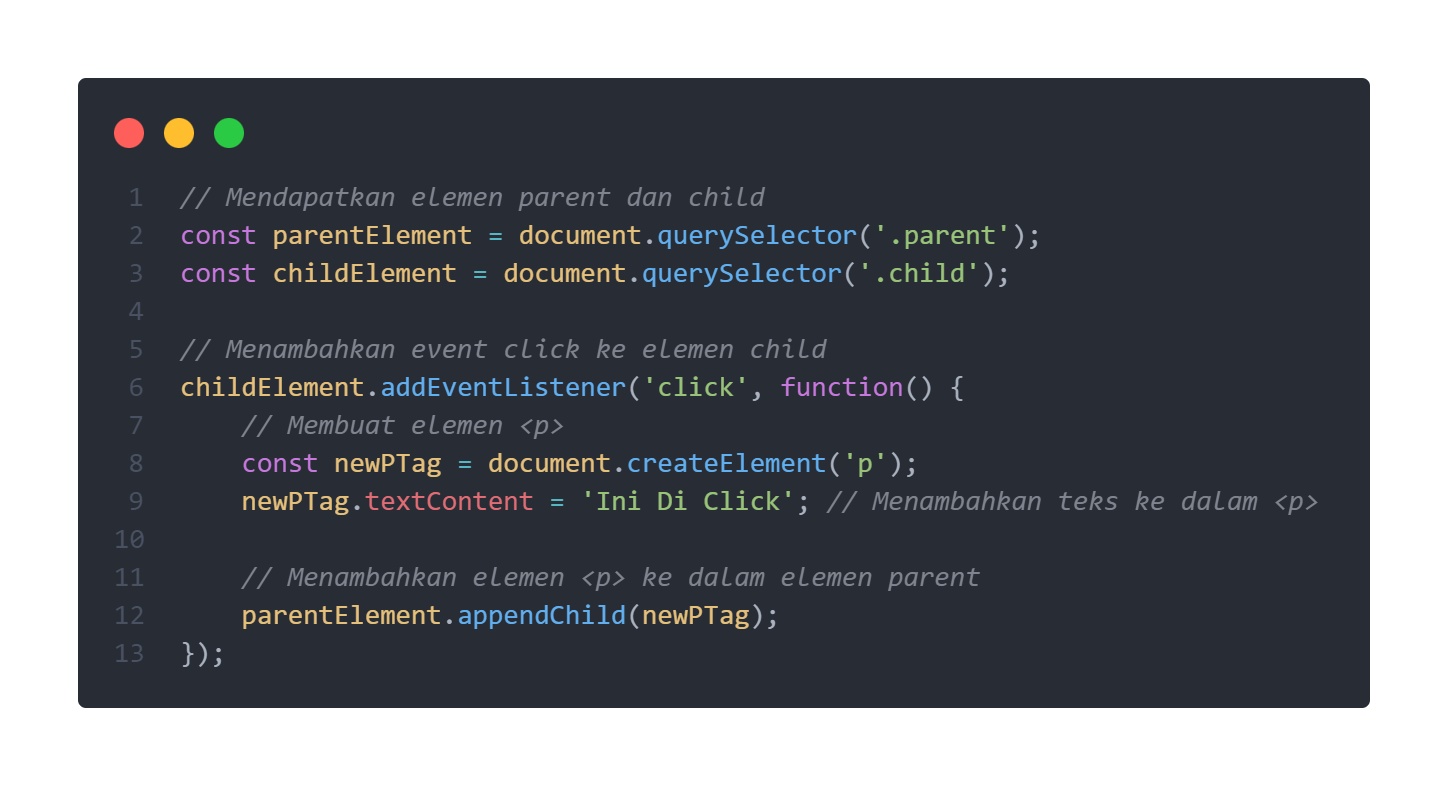 1 // Mendapatkan elemen parent dan child
2 const parentElement = document.querySelector('.parent');
3 const childElement = document.querySelector('.child');
4
5 // Menambahkan event click ke elemen child
6 childElement.addEventListener('click', function() {
7     // Membuat elemen <p>
8     const newPTag = document.createElement('p');
9     newPTag.textContent = 'Ini Di Click'; // Menambahkan teks ke dalam <p>
10
11     // Menambahkan elemen <p> ke dalam elemen parent
12     parentElement.appendChild(newPTag);
13 });